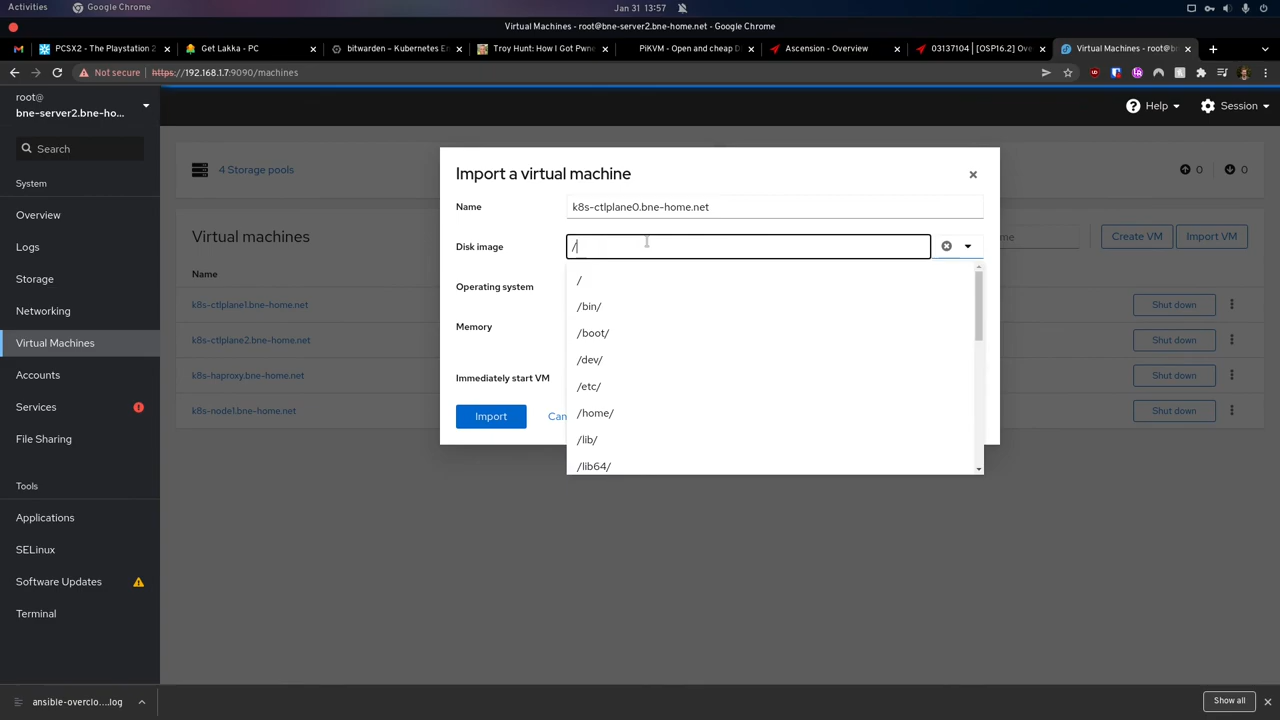 Activities
Google Chrome
Jan 31 13:57
Virtual Machines - root@bne-server2.bne-home.net - Google Chrome
PCSX2 - The Playstation 2
Get Lakka - PC
bitwarden – Kubernetes En
Troy Hunt: How I Got Pwne
PiKVM - Open and cheap D
Ascension - Overview
03137104 | [OSP16.2] Ove
Virtual Machines - root@b
Not secure
https://192.168.1.7:9090/machines
root@
bne-server2.bne-ho...
Help
Session
Search
System
Overview
Logs
Storage
Networking
Virtual Machines
Accounts
Services
File Sharing
Tools
Applications
SELinux
Software Updates
Terminal
4 Storage pools
0
0
Virtual machines
me
Create VM
Import VM
Name
k8s-ctlplane1.bne-home.net
Shut down
k8s-ctlplane2.bne-home.net
Shut down
k8s-haproxy.bne-home.net
Shut down
k8s-node1.bne-home.net
Shut down
Import a virtual machine
Name
k8s-ctlplane0.bne-home.net
Disk image
/
Operating system
Memory
Immediately start VM
Import
Can
/
/bin/
/boot/
/dev/
/etc/
/home/
/lib/
/lib64/
ansible-overclo....log
Show all